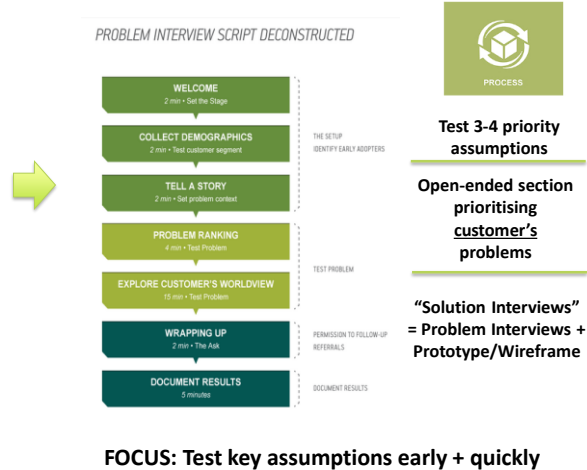 PROBLEM INTERVIEW SCRIPT DECONSTRUCTED
WELCOME
2 min • Set the Stage
COLLECT DEMOGRAPHICS
2 min • Test customer segment
TELL A STORY
2 min • Set problem context
THE SETUP
IDENTIFY EARLY ADOPTERS
PROBLEM RANKING
4 min • Test Problem
EXPLORE CUSTOMER'S WORLDVIEW
15 min • Test Problem
TEST PROBLEM
WRAPPING UP
2 min • The Ask
PERMISSION TO FOLLOW-UP
REFERRALS
DOCUMENT RESULTS
5 minutes
DOCUMENT RESULTS
PROCESS
Test 3-4 priority
assumptions
Open-ended section
prioritising
customer’s
problems
“Solution Interviews”
= Problem Interviews +
Prototype/Wireframe
FOCUS: Test key assumptions early + quickly